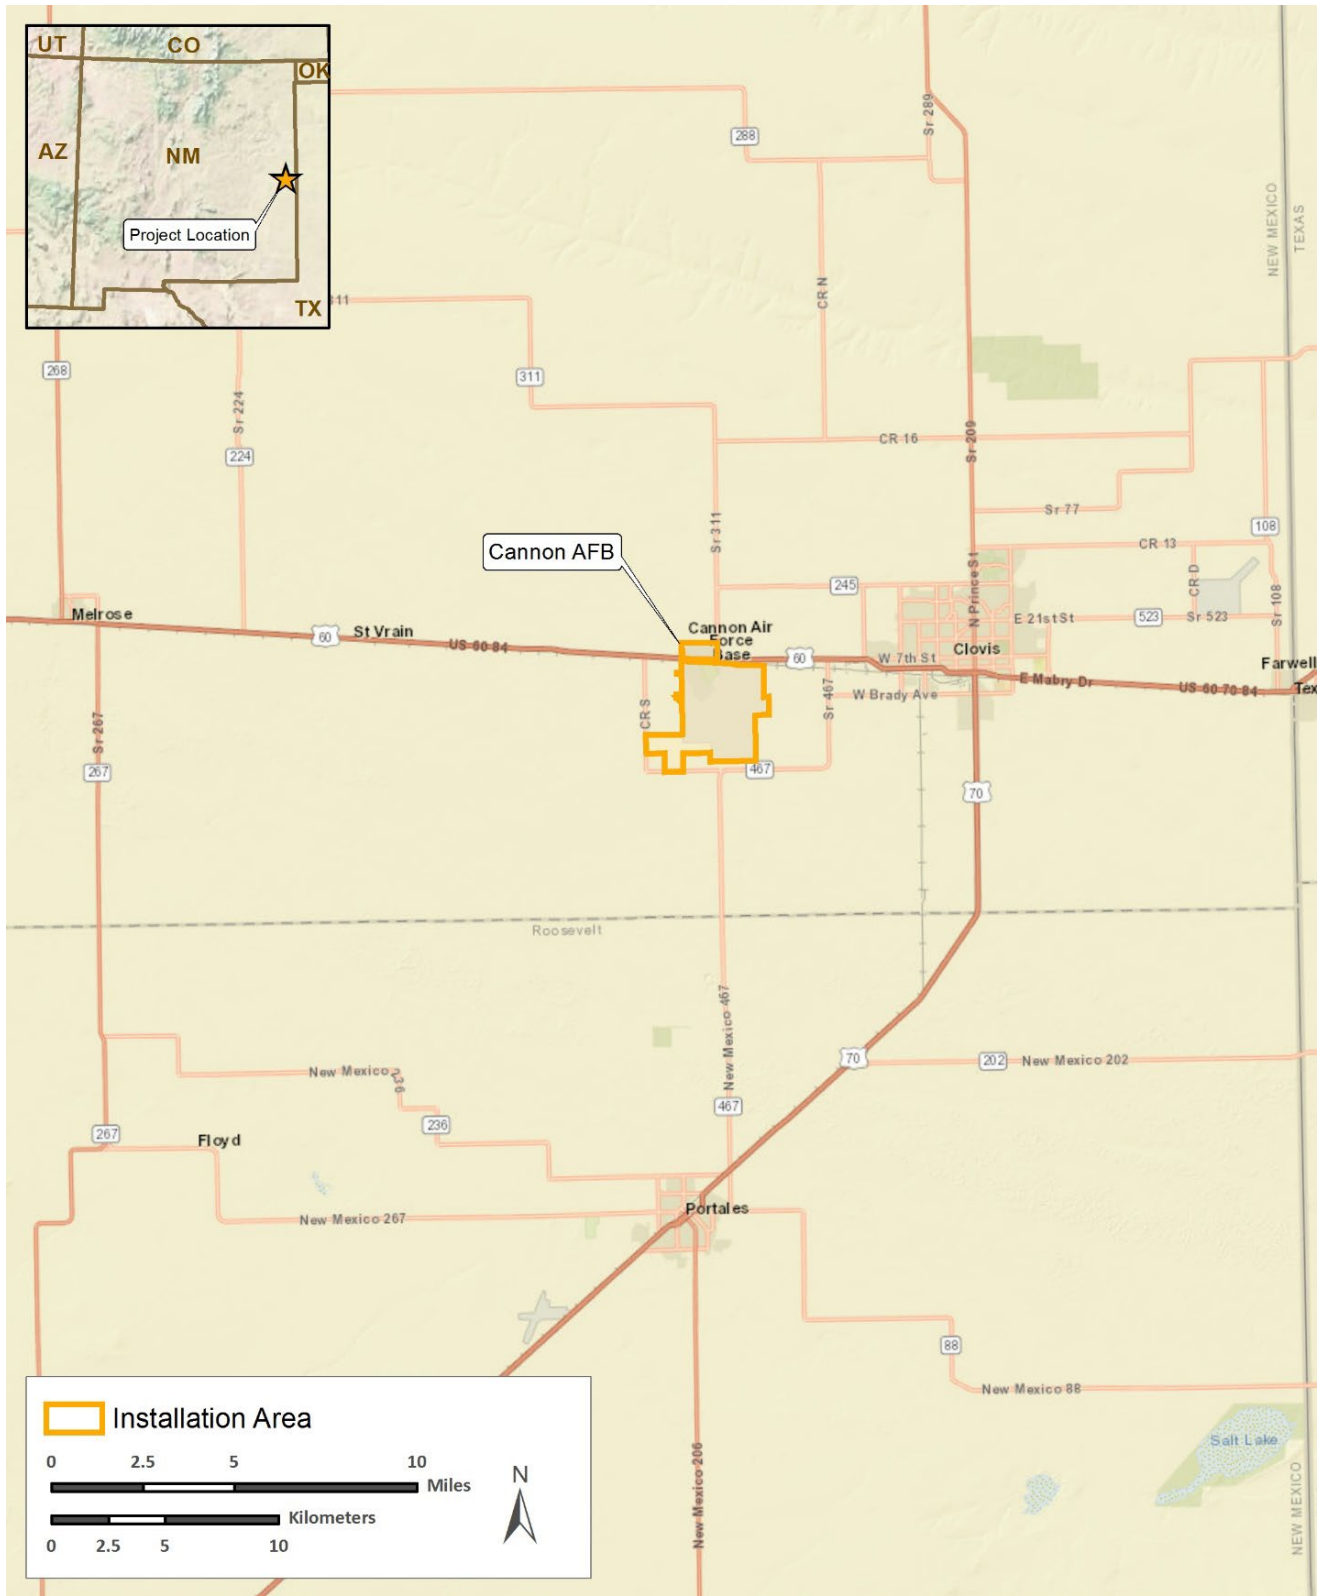 UT
CO
OK
AZ
NM
Project Location
TX
288
Sr 289
NEW MEXICO
TEXAS
CR N
311
268
311
Sr 224
224
CR 16
Sr 209
Sr 77
108
Sr 311
CR 13
Cannon AFB
245
N Prince St
CR D
Sr 108
E 21st St
523
Sr 523
Melrose
60
St Vrain
US 60 84
Cannon Air
Force
Base
60
W 7th St
Clovis
Farwell
E Mabry Dr
US 60 70 84
Tex
W Brady Ave
Sr 467
CR S
Sr 267
267
467
70
Roosevelt
New Mexico 467
70
202
New Mexico 202
New Mexico 236
467
236
267
Floyd
New Mexico 267
Portales
88
New Mexico 88
Salt Lake
New Mexico 206
NEW MEXICO
Installation Area
0 2.5 5 10
Miles
Kilometers
0 2.5 5 10
N